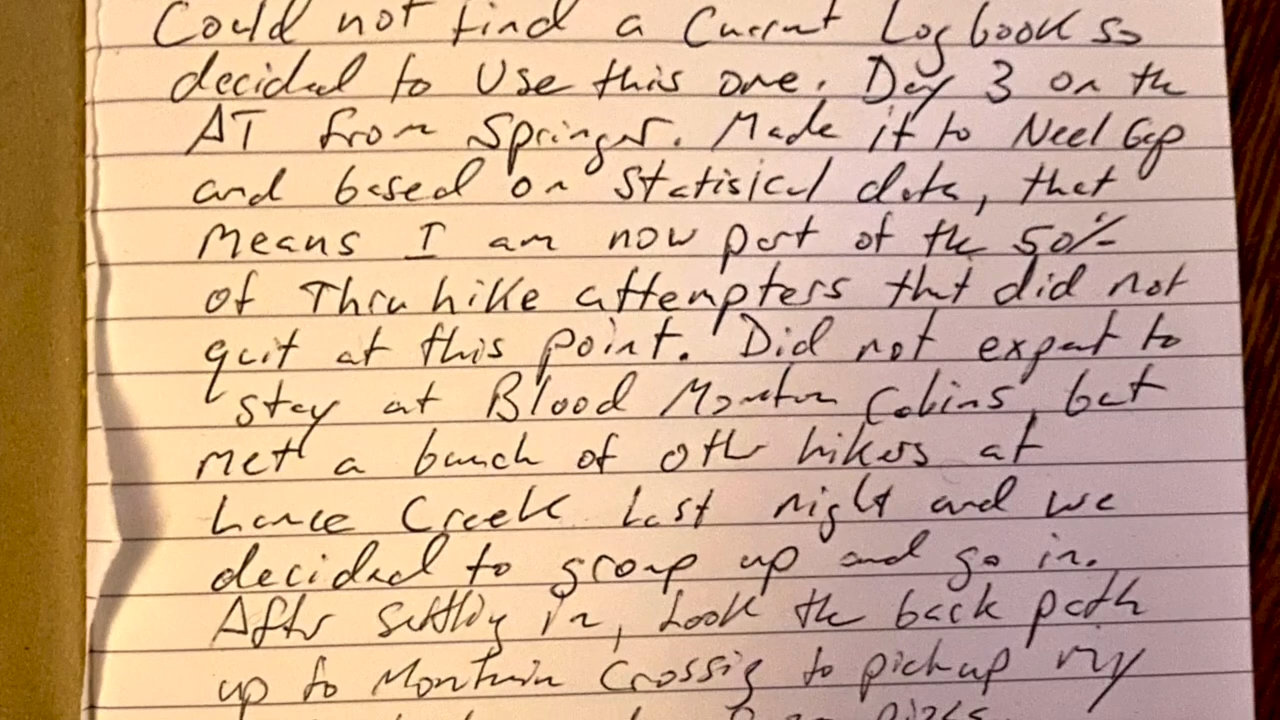 Could not find a Current Logbook so
decided to Use this one. Day 3 on the
AT from Springer. Made it to Neel Gap
and based on Statisical data, that
means I am now part of the 50%
of Thru hike attempters that did not
quit at this point. Did not expect to
stay at Blood Mountain Cabins, but
met a bunch of other hikers at
Lance Creek last night and we
decided to group up and go in.
After settling in, took the back path
up to Mountain Crossing to pickup my